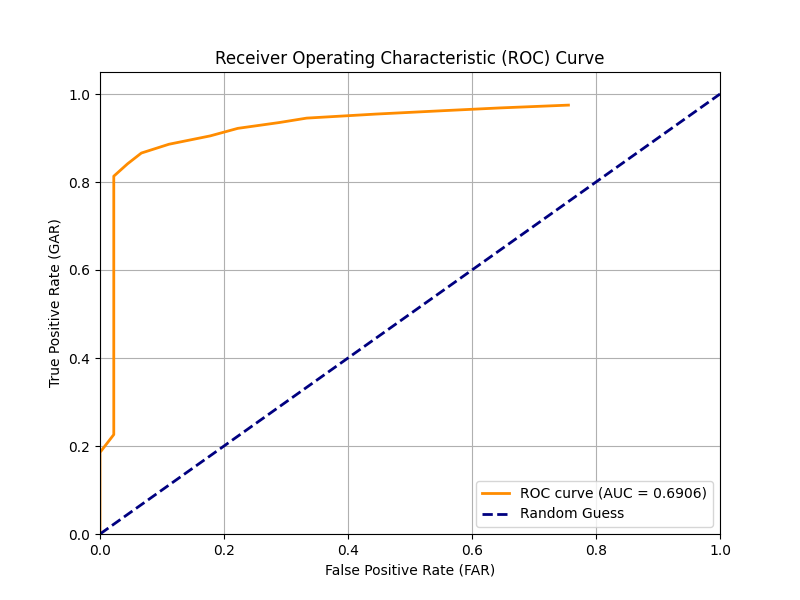 Receiver Operating Characteristic (ROC) Curve
True Positive Rate (GAR)
1.0
0.8
0.6
0.4
0.2
0.0
ROC curve (AUC = 0.6906)
Random Guess
0.0 0.2 0.4 0.6 0.8 1.0
False Positive Rate (FAR)